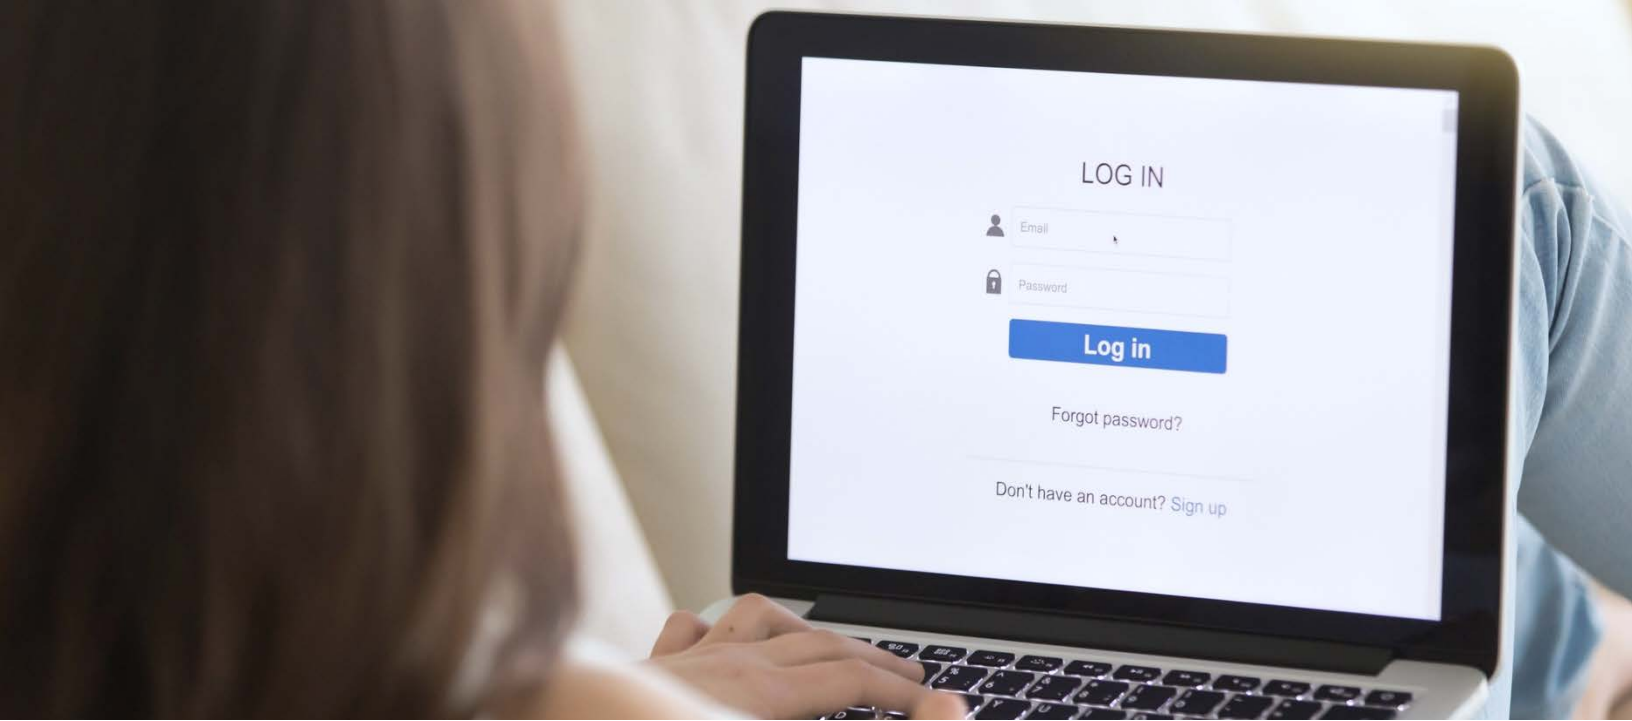 LOG IN
Email
Password
Log in
Forgot password?
Don't have an account? Sign up